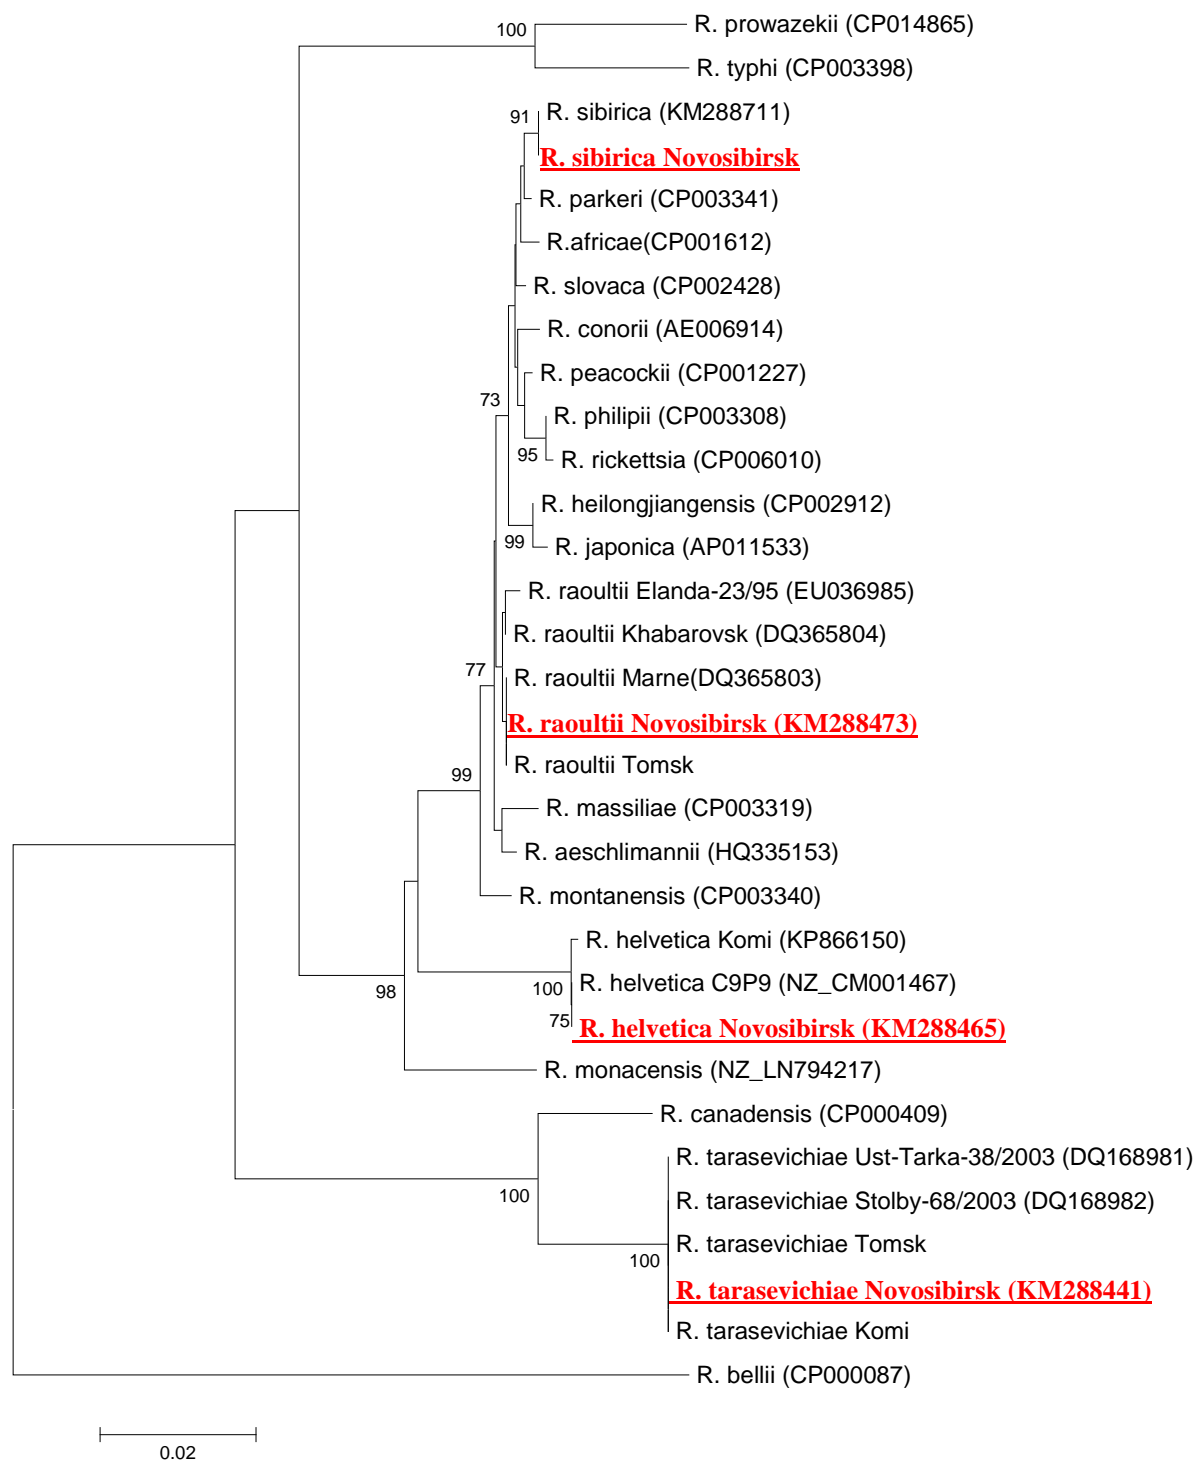 100
R. prowazekii (CP014865)
R. typhi (CP003398)
91
R. sibirica (KM288711)
R. sibirica Novosibirsk
R. parkeri (CP003341)
R.africae(CP001612)
R. slovaca (CP002428)
R. conorii (AE006914)
R. peacockii (CP001227)
73
R. philipii (CP003308)
95
R. rickettsia (CP006010)
R. heilongjiangensis (CP002912)
99
R. japonica (AP011533)
R. raoultii Elanda-23/95 (EU036985)
R. raoultii Khabarovsk (DQ365804)
77
R. raoultii Marne(DQ365803)
R. raoultii Novosibirsk (KM288473)
R. raoultii Tomsk
99
R. massiliae (CP003319)
R. aeschlimannii (HQ335153)
R. montanensis (CP003340)
R. helvetica Komi (KP866150)
98
100
R. helvetica C9P9 (NZ_CM001467)
75
R. helvetica Novosibirsk (KM288465)
R. monacensis (NZ_LN794217)
R. canadensis (CP000409)
R. tarasevichiae Ust-Tarka-38/2003 (DQ168981)
100
R. tarasevichiae Stolby-68/2003 (DQ168982)
R. tarasevichiae Tomsk
100
R. tarasevichiae Novosibirsk (KM288441)
R. tarasevichiae Komi
R. bellii (CP000087)
0.02